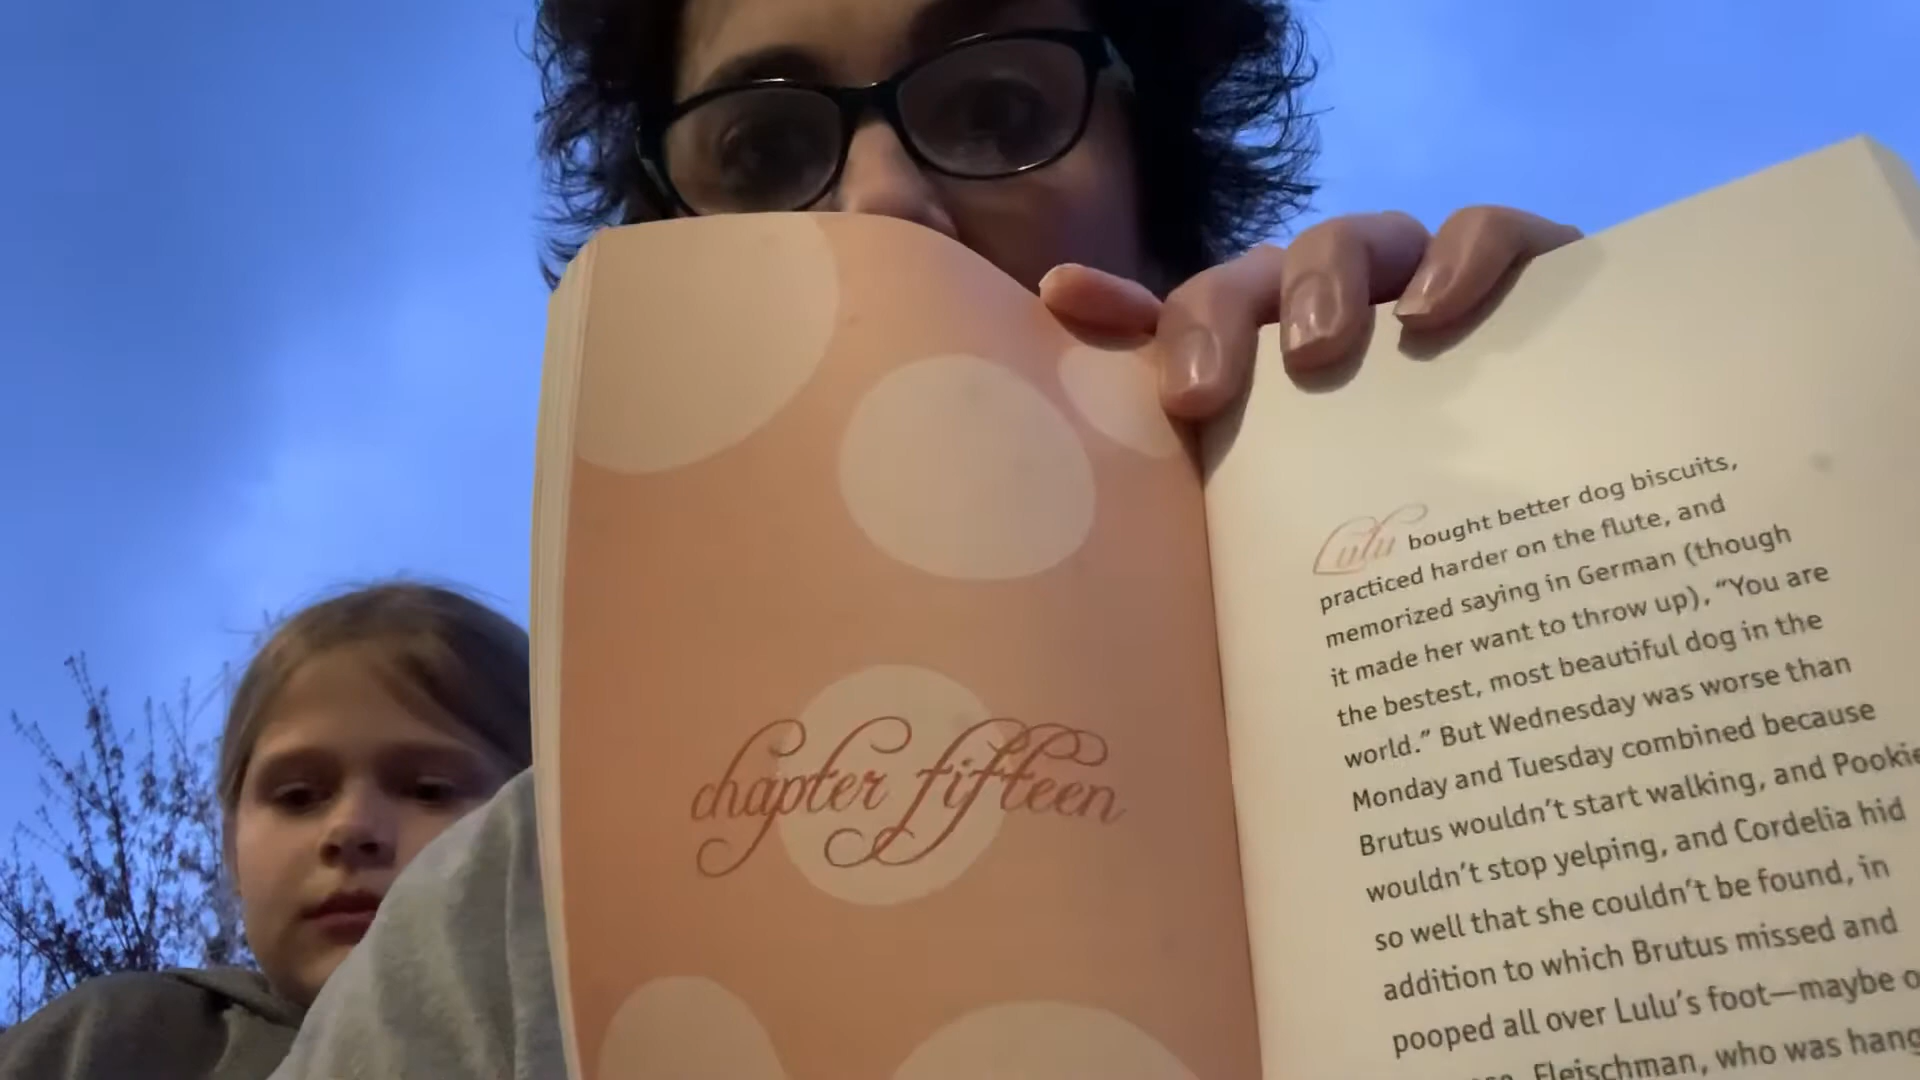 chapter fifteen
Lulu bought better dog biscuits,
practiced harder on the flute, and
memorized saying in German (though
it made her want to throw up), “You are
the bestest, most beautiful dog in the
world.” But Wednesday was worse than
Monday and Tuesday combined because
Brutus wouldn’t start walking, and Pookie
wouldn’t stop yelping, and Cordelia hid
so well that she couldn’t be found, in
addition to which Brutus missed and
pooped all over Lulu’s foot—maybe
Fleischman, who was